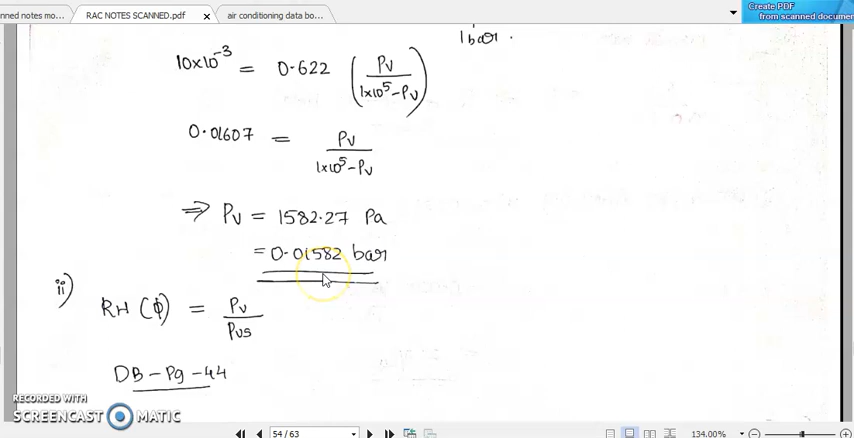 nned notes mo...
RAC NOTES SCANNED.pdf ×
air conditioning data bo...
Create PDF
from scanned documen
1 bar.
10×10⁻³ = 0.622 (Pv / 1×10⁵ - Pv)
0.01607 = Pv / 1×10⁵ - Pv
⇒ Pv = 1582.27 Pa
= 0.01582 bar
ii)
RH (ϕ) = Pv / Pvs
DB - Pg - 44
RECORDED WITH
SCREENCAST MATIC
54 / 63
134.00%